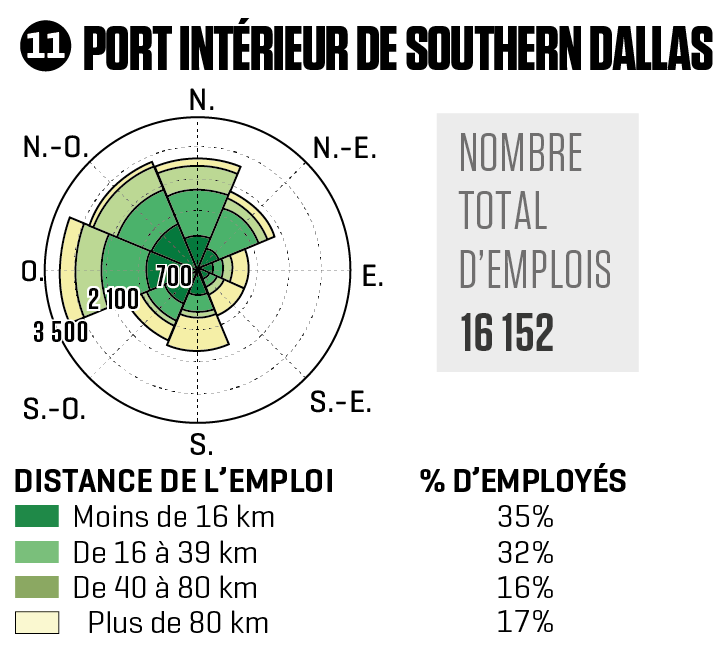 11 PORT INTÉRIEUR DE SOUTHERN DALLAS
N.
N.-O.
N.-E.
O.
E.
700
2 100
3 500
S.-O.
S.-E.
S.
NOMBRE
TOTAL
D'EMPLOIS
16 152
DISTANCE DE L'EMPLOI % D'EMPLOYÉS
Moins de 16 km 35%
De 16 à 39 km 32%
De 40 à 80 km 16%
Plus de 80 km 17%